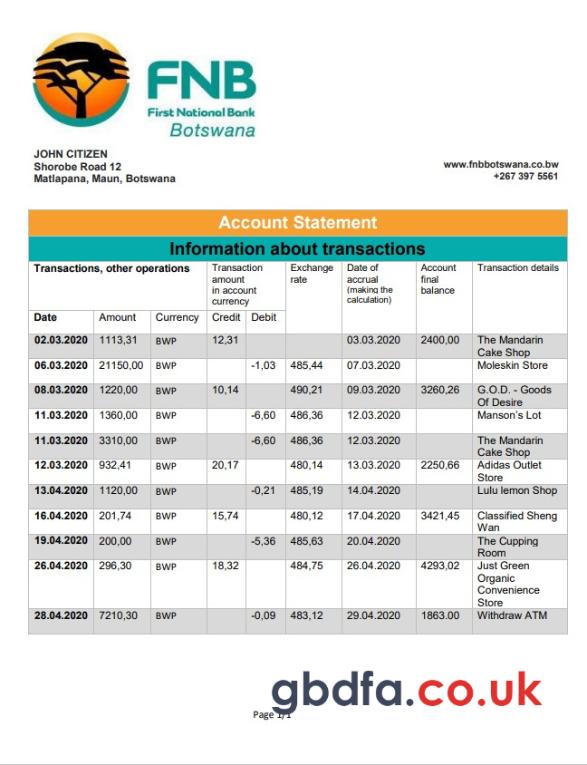 FNB
First National Bank
Botswana
JOHN CITIZEN
Shorobe Road 12
Matlapana, Maun, Botswana
www.fnbbotswana.co.bw
+267 397 5561
Account Statement
Information about transactions
Transactions, other operations
Transaction
amount
in account
currency
Exchange
rate
Date of
accrual
(making the
calculation)
Account
final
balance
Transaction details
Date Amount Currency Credit Debit
02.03.2020 1113,31 BWP 12,31 03.03.2020 2400,00 The Mandarin
Cake Shop
06.03.2020 21150,00 BWP -1,03 485,44 07.03.2020 Moleskin Store
08.03.2020 1220,00 BWP 10,14 490,21 09.03.2020 3260,26 G.O.D. - Goods
Of Desire
11.03.2020 1360,00 BWP -6,60 486,36 12.03.2020 Manson's Lot
11.03.2020 3310,00 BWP -6,60 486,36 12.03.2020 The Mandarin
Cake Shop
12.03.2020 932,41 BWP 20,17 480,14 13.03.2020 2250,66 Adidas Outlet
Store
13.04.2020 1120,00 BWP -0,21 485,19 14.04.2020 Lulu lemon Shop
16.04.2020 201,74 BWP 15,74 480,12 17.04.2020 3421,45 Classified Sheng
Wan
19.04.2020 200,00 BWP -5,36 485,63 20.04.2020 The Cupping
Room
26.04.2020 296,30 BWP 18,32 484,75 26.04.2020 4293,02 Just Green
Organic
Convenience
Store
28.04.2020 7210,30 BWP -0,09 483,12 29.04.2020 1863.00 Withdraw ATM
gbdfa.co.uk
Page 1/1